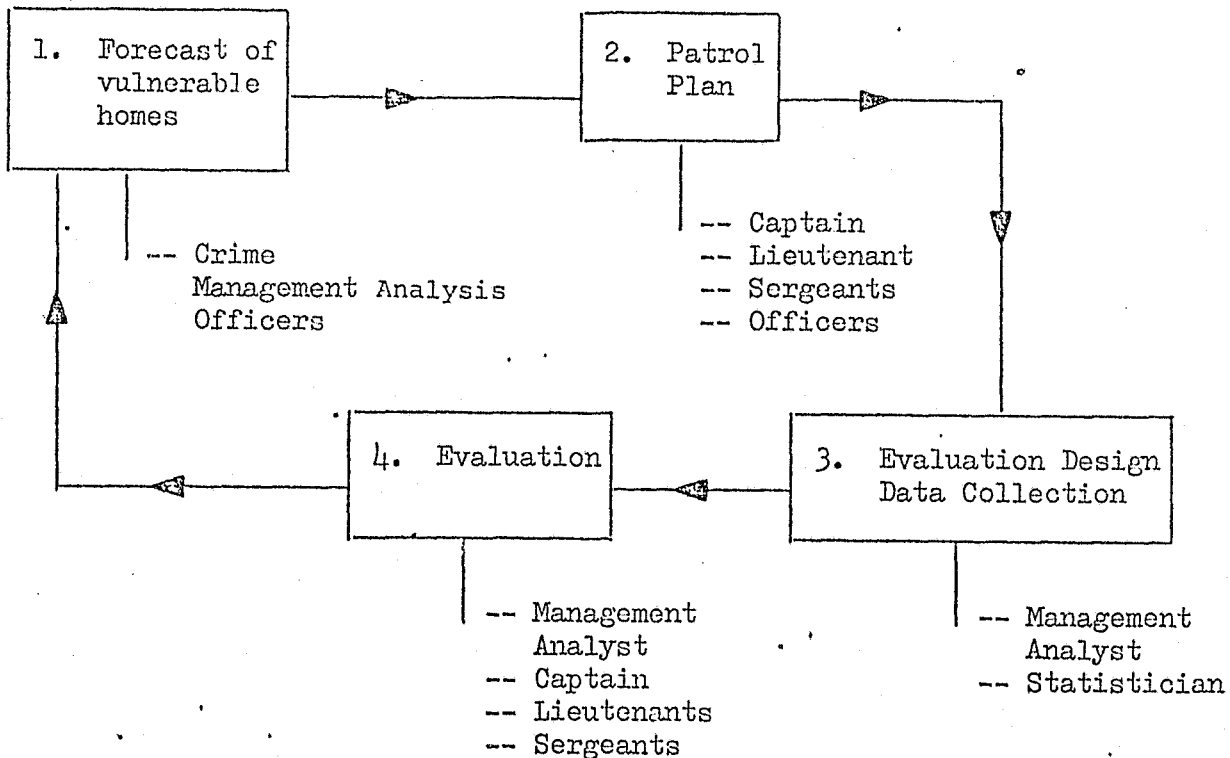 1. Forecast of
vulnerable
homes
2. Patrol
Plan
-- Crime
Management Analysis
Officers
-- Captain
-- Lieutenant
-- Sergeants
-- Officers
4. Evaluation
3. Evaluation Design
Data Collection
-- Management
Analyst
-- Captain
-- Lieutenants
-- Sergeants
-- Management
Analyst
-- Statistician